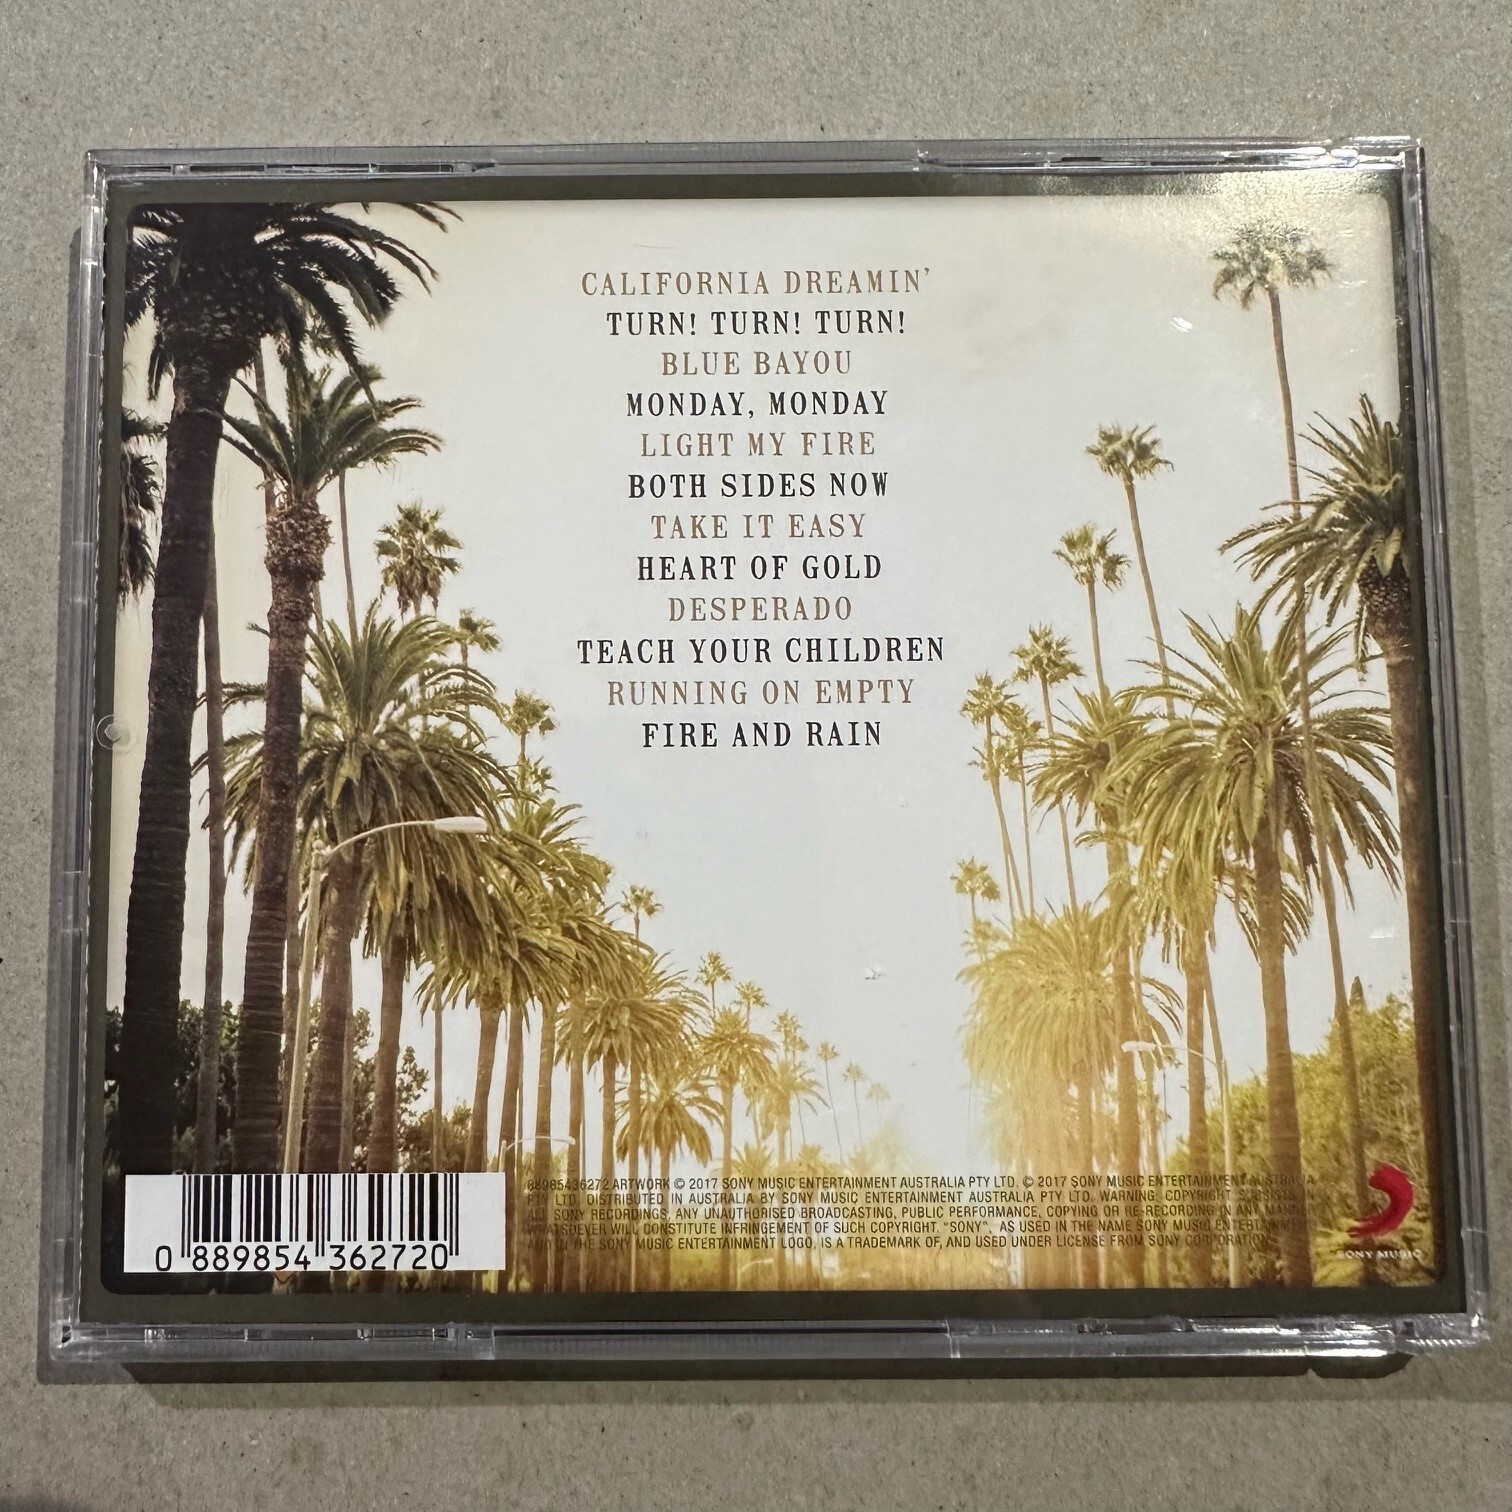 CALIFORNIA DREAMIN'
TURN! TURN! TURN!
BLUE BAYOU
MONDAY, MONDAY
LIGHT MY FIRE
BOTH SIDES NOW
TAKE IT EASY
HEART OF GOLD
DESPERADO
TEACH YOUR CHILDREN
RUNNING ON EMPTY
FIRE AND RAIN
0 889854 362720
88985436272 ARTWORK © 2017 SONY MUSIC ENTERTAINMENT AUSTRALIA PTY LTD. © 2017 SONY MUSIC ENTERTAINMENT AUSTRALIA
PTY LTD. DISTRIBUTED IN AUSTRALIA BY SONY MUSIC ENTERTAINMENT AUSTRALIA PTY LTD. WARNING: COPYRIGHT SUBSISTS IN
ALL SONY RECORDINGS, ANY UNAUTHORISED BROADCASTING, PUBLIC PERFORMANCE, COPYING OR RE-RECORDING IN ANY MANNER
WHATSOEVER WILL CONSTITUTE INFRINGEMENT OF SUCH COPYRIGHT. "SONY", AS USED IN THE NAME SONY MUSIC ENTERTAINMENT
AND IN THE SONY MUSIC ENTERTAINMENT LOGO, IS A TRADEMARK OF, AND USED UNDER LICENSE FROM SONY CORPORATION
SONY MUSIC